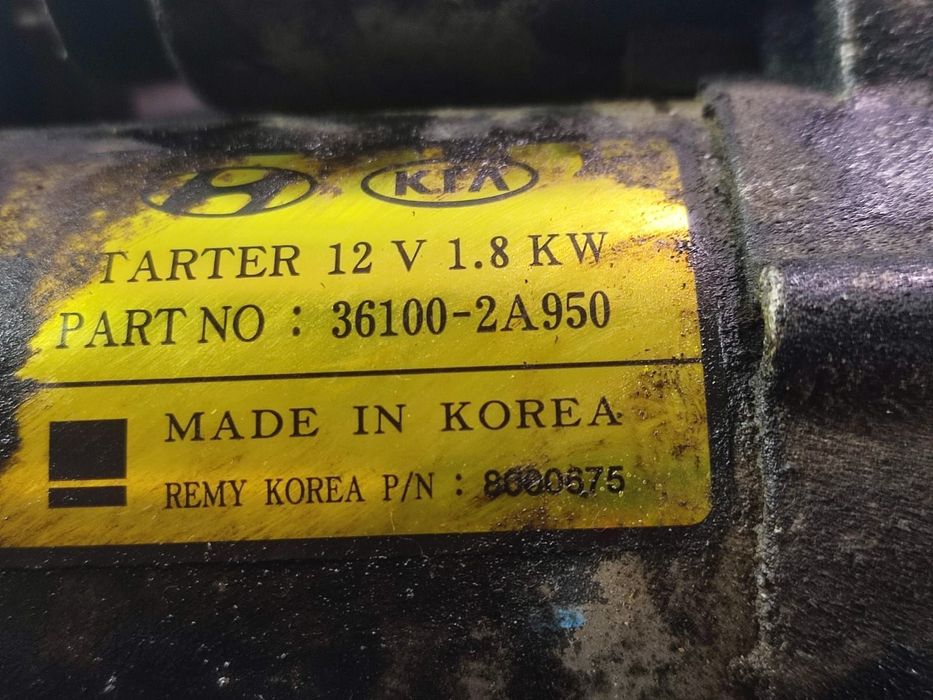 KIA
TARTER 12 V 1.8 KW
PART NO : 36100-2A950
MADE IN KOREA
REMY KOREA P/N :